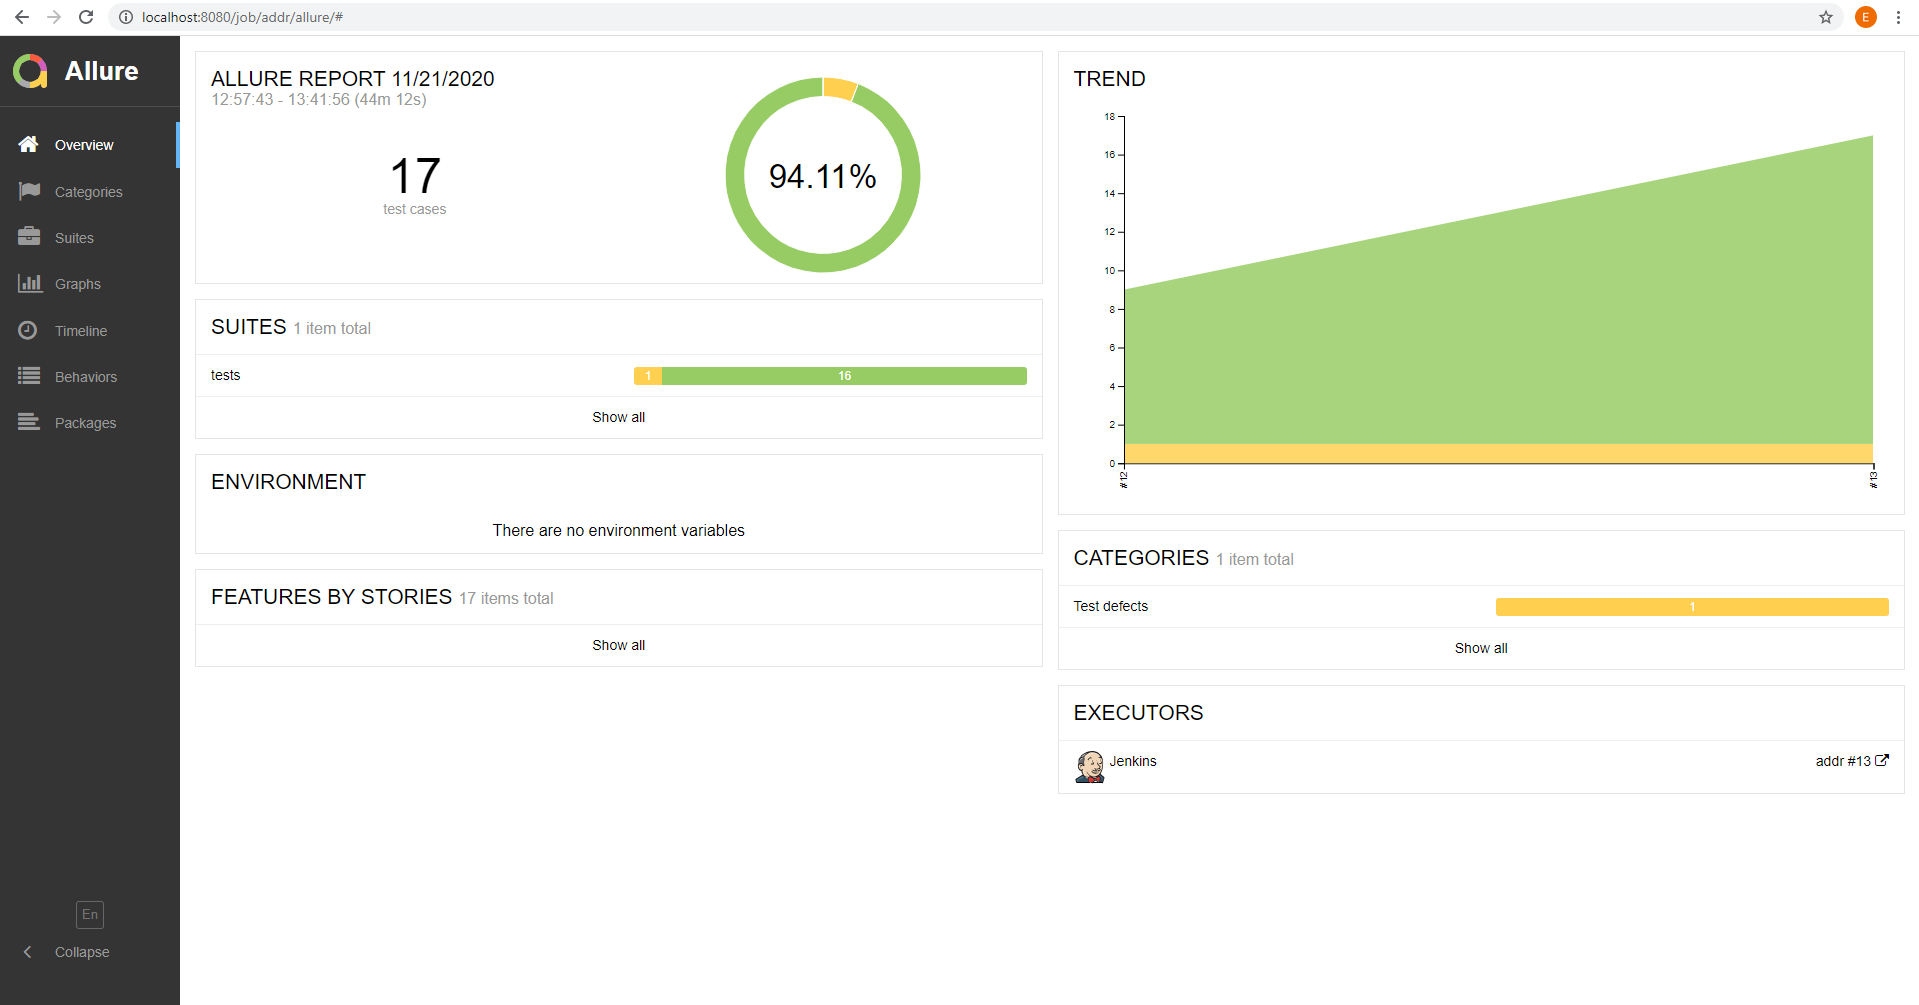 localhost:8080/job/addr/allure/#
E
Allure
Overview
Categories
Suites
Graphs
Timeline
Behaviors
Packages
En
Collapse
ALLURE REPORT 11/21/2020
12:57:43 - 13:41:56 (44m 12s)
17
test cases
94.11%
SUITES 1 item total
tests
1
16
Show all
ENVIRONMENT
There are no environment variables
FEATURES BY STORIES 17 items total
Show all
TREND
18
16
14
12
10
8
6
4
2
0
#12
#13
CATEGORIES 1 item total
Test defects
1
Show all
EXECUTORS
Jenkins
addr #13